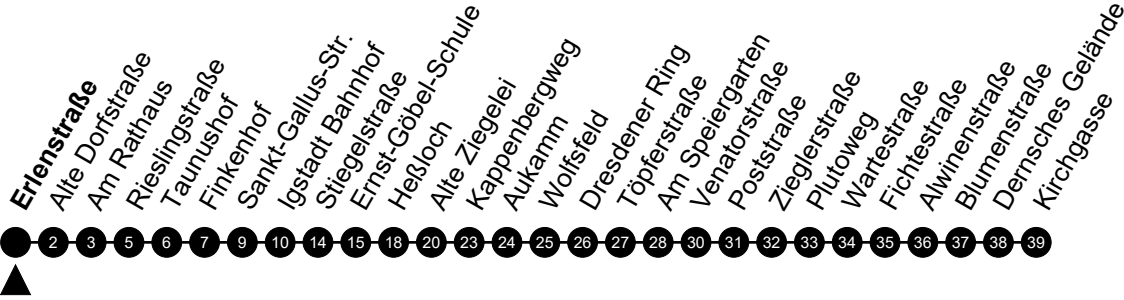 Erlenstraße
Alte Dorfstraße
Am Rathaus
Rieslingstraße
Taunushof
Finkenhof
Sankt-Gallus-Str.
Igstadt Bahnhof
Stiegelstraße
Ernst-Göbel-Schule
Heßloch
Alte Ziegelei
Kappenbergweg
Aukamm
Wolfsfeld
Dresdener Ring
Töpferstraße
Am Speiergarten
Venatorstraße
Poststraße
Zieglerstraße
Plutoweg
Wartestraße
Fichtestraße
Alwinenstraße
Blumenstraße
Dernsches Gelände
Kirchgasse
2 3 5 6 7 9 10 14 15 18 20 23 24 25 26 27 28 30 31 32 33 34 35 36 37 38 39